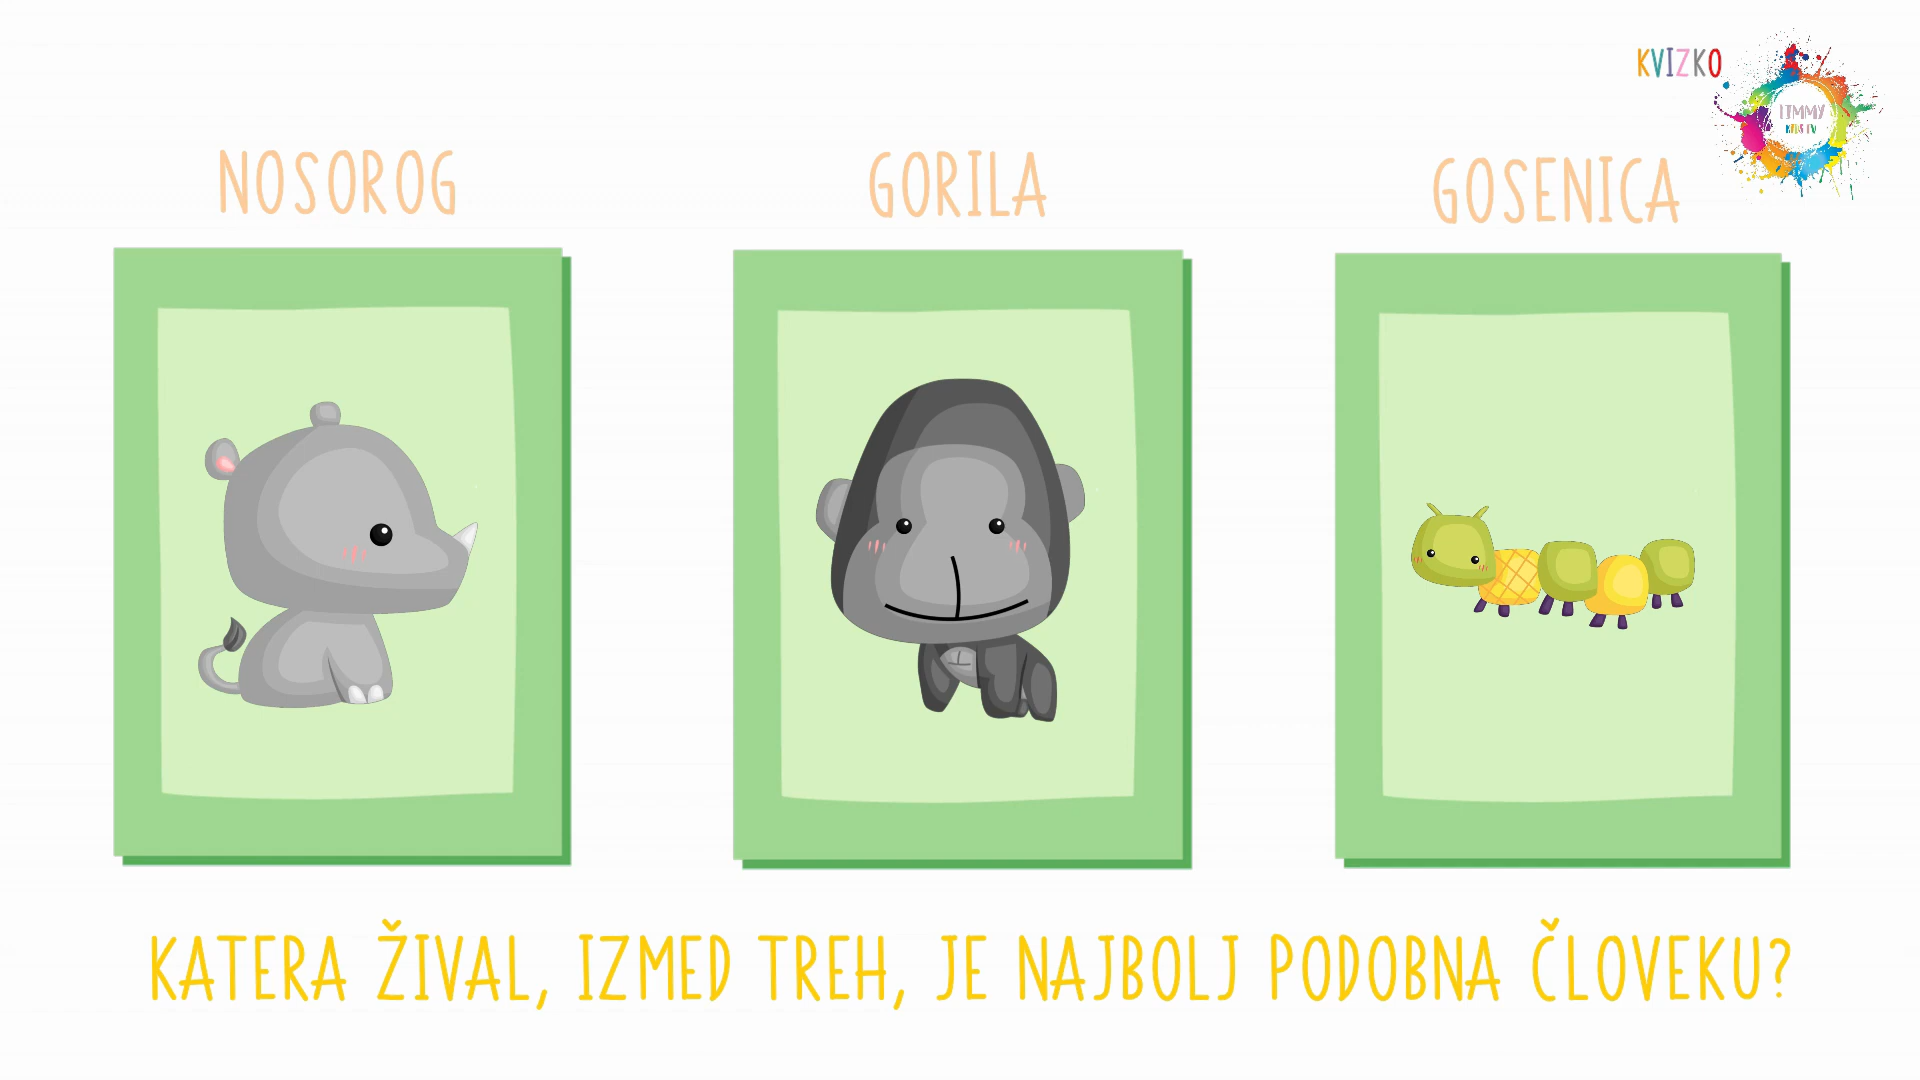 KVIZKO
NOSOROG
GORILA
GOSENICA
KATERA ŽIVAL, IZMED TREH, JE NAJBOLJ PODOBNA ČLOVEKU?